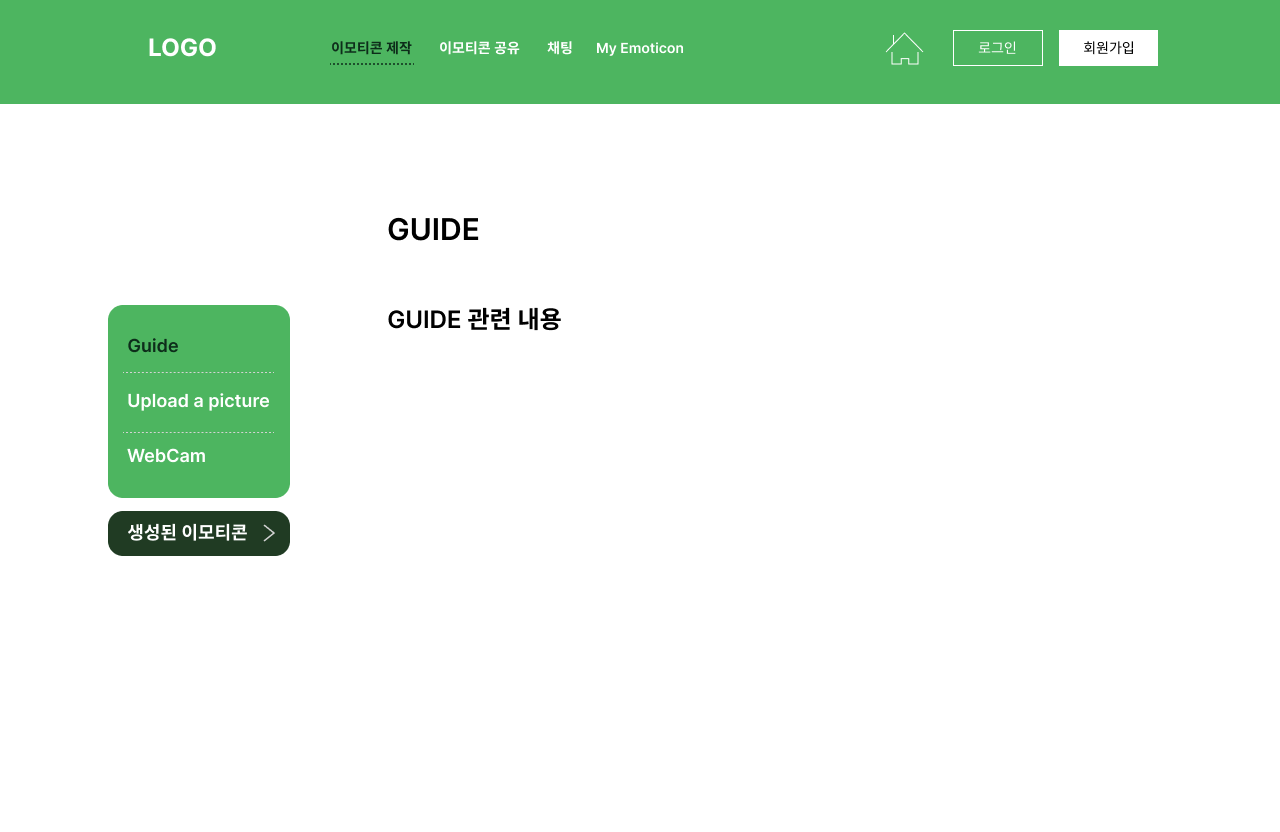 LOGO
이모티콘 제작
이모티콘 공유
채팅
My Emoticon
로그인
회원가입
GUIDE
GUIDE 관련 내용
Guide
Upload a picture
WebCam
생성된 이모티콘